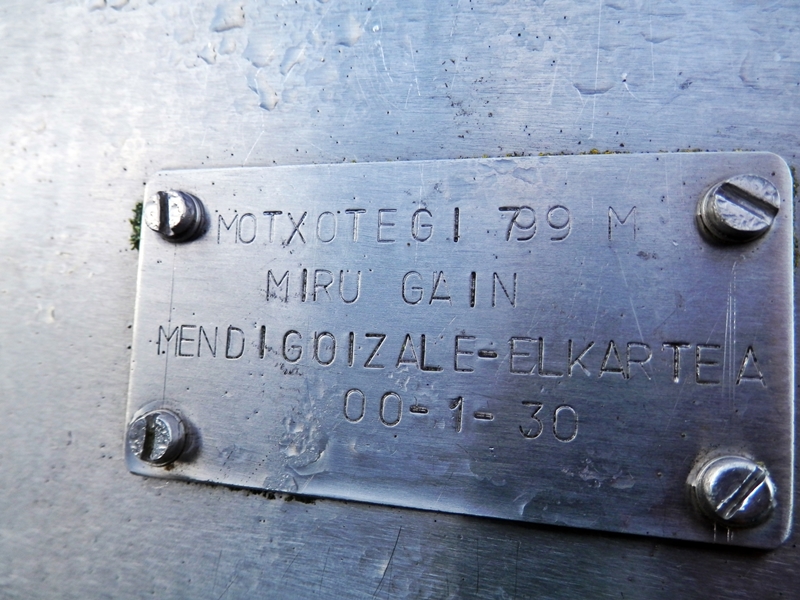 MOTXOTEGI 799 M
MIRU GAIN
MENDIGOIZALE-ELKARTEA
00-1-30